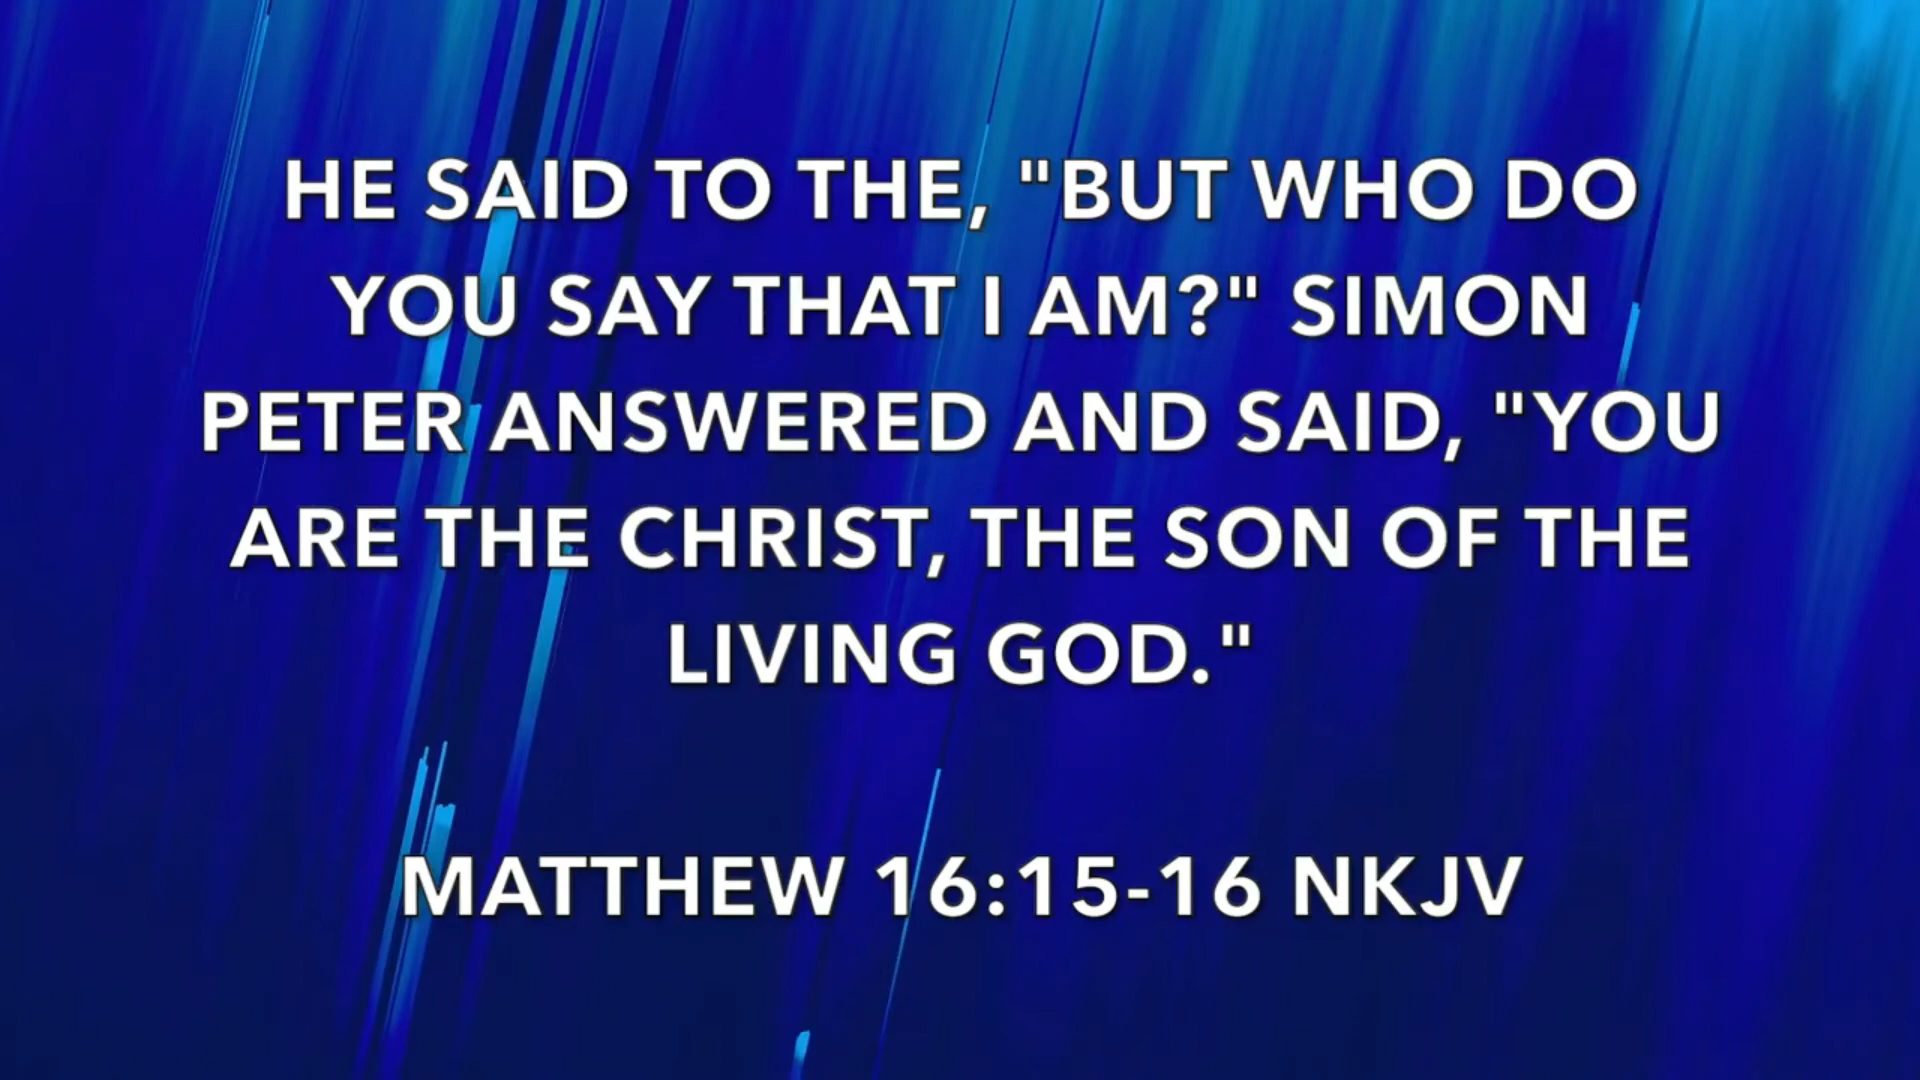 HE SAID TO THE, "BUT WHO DO
YOU SAY THAT I AM?" SIMON
PETER ANSWERED AND SAID, "YOU
ARE THE CHRIST, THE SON OF THE
LIVING GOD."
MATTHEW 16:15-16 NKJV